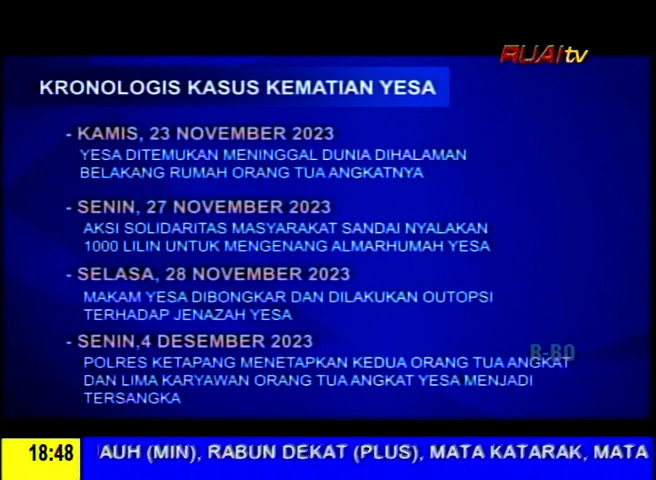 RUAI tv
KRONOLOGIS KASUS KEMATIAN YESA
- KAMIS, 23 NOVEMBER 2023
YESA DITEMUKAN MENINGGAL DUNIA DIHALAMAN
BELAKANG RUMAH ORANG TUA ANGKATNYA
- SENIN, 27 NOVEMBER 2023
AKSI SOLIDARITAS MASYARAKAT SANDAI NYALAKAN
1000 LILIN UNTUK MENGENANG ALMARHUMAH YESA
- SELASA, 28 NOVEMBER 2023
MAKAM YESA DIBONGKAR DAN DILAKUKAN OUTOPSI
TERHADAP JENAZAH YESA
- SENIN,4 DESEMBER 2023
R-BO
POLRES KETAPANG MENETAPKAN KEDUA ORANG TUA ANGKAT
DAN LIMA KARYAWAN ORANG TUA ANGKAT YESA MENJADI
TERSANGKA
18:48 AUH (MIN), RABUN DEKAT (PLUS), MATA KATARAK, MATA